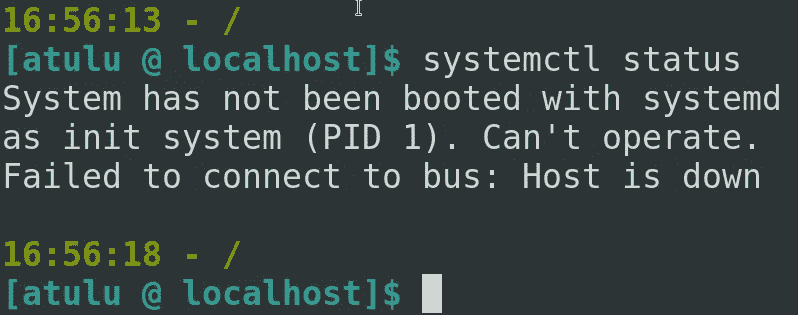 16:56:13 - /
[atulu @ localhost]$ systemctl status
System has not been booted with systemd
as init system (PID 1). Can't operate.
Failed to connect to bus: Host is down
16:56:18 - /
[atulu @ localhost]$